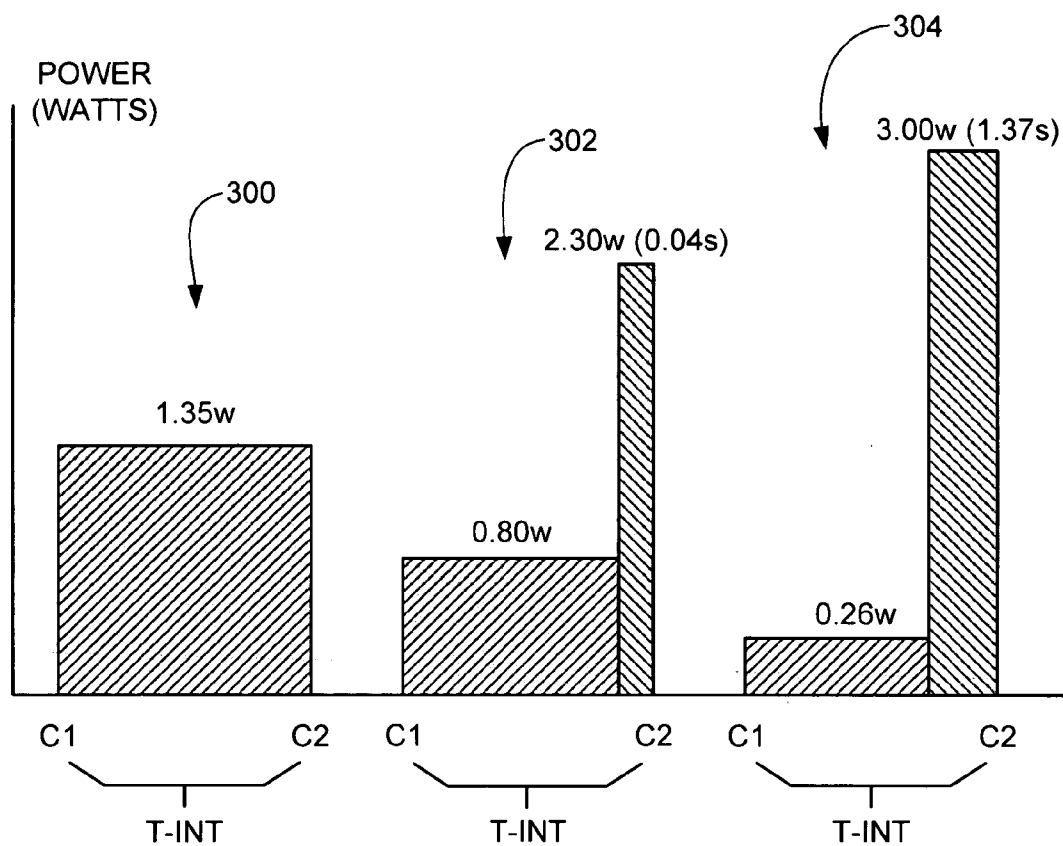 304
POWER
(WATTS)
3.00w (1.37s)
302
300
2.30w (0.04s)
1.35w
0.80w
0.26w
C1 C2 C1 C2 C1 C2
T-INT T-INT T-INT